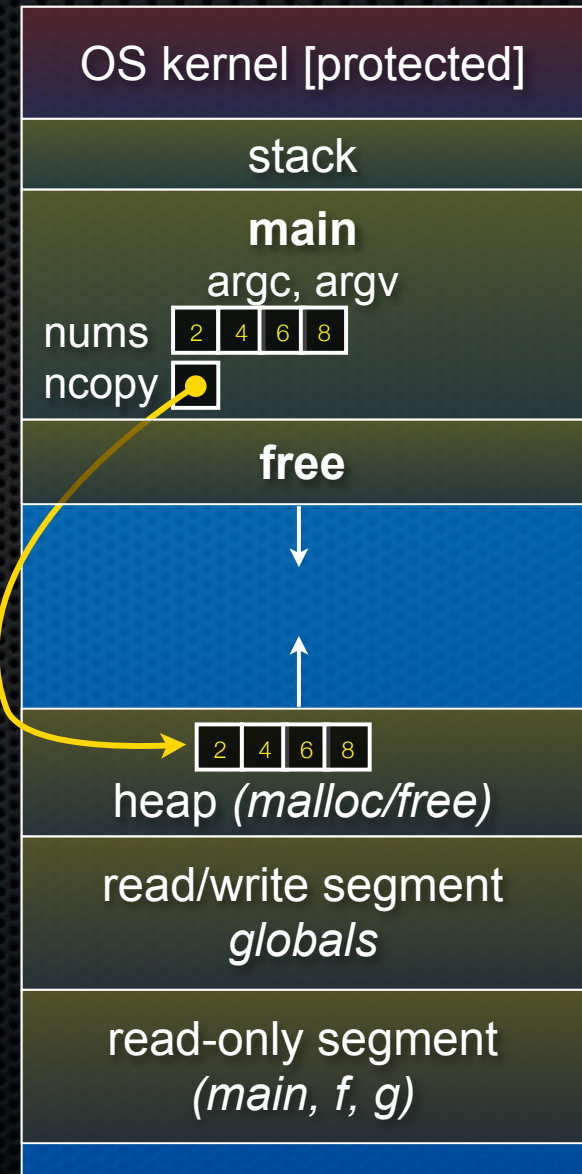 OS kernel [protected]
stack
main
argc, argv
nums 2 4 6 8
ncopy
free
2 4 6 8
heap (malloc/free)
read/write segment
globals
read-only segment
(main, f, g)